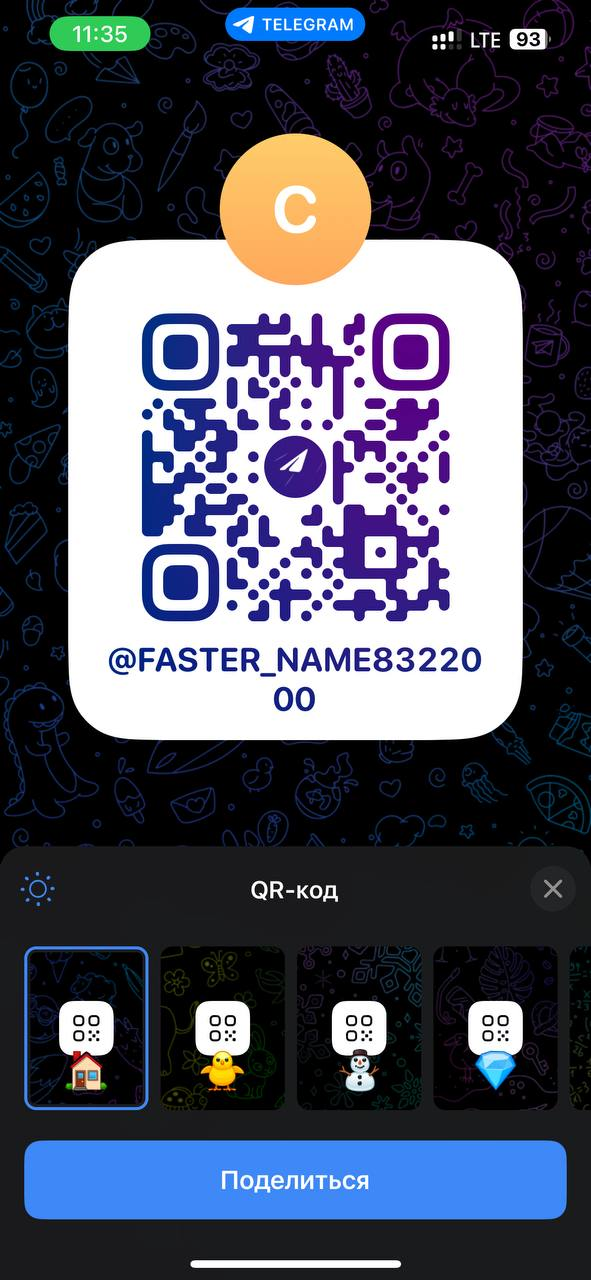 11:35
TELEGRAM
LTE
93
C
@FASTER_NAME83220
00
QR-код
Поделиться